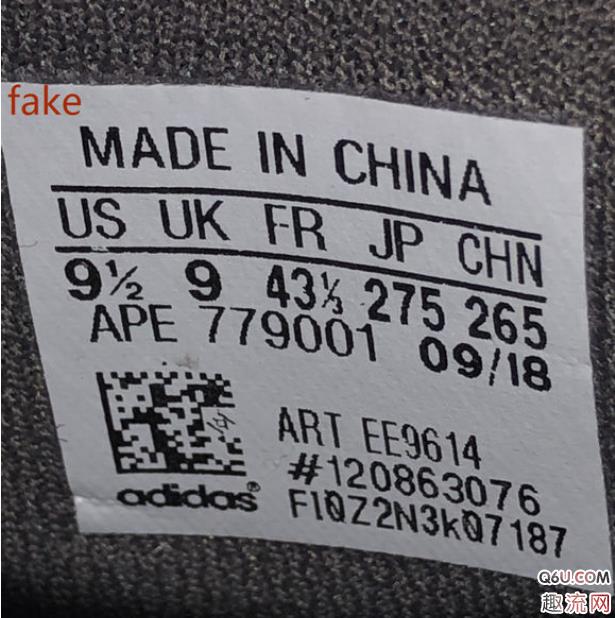 fake
MADE IN CHINA
US UK FR JP CHN
9½ 9 43⅓ 275 265
APE 779001 09/18
ART EE9614
#120863076
adidas®
F10Z2N3k07187
Q6U.COM
趣流网